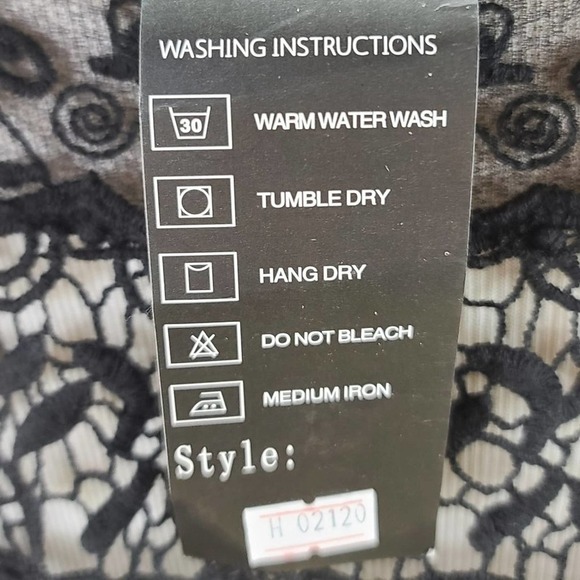 WASHING INSTRUCTIONS
30 WARM WATER WASH
TUMBLE DRY
HANG DRY
DO NOT BLEACH
MEDIUM IRON
Style:
H 02120